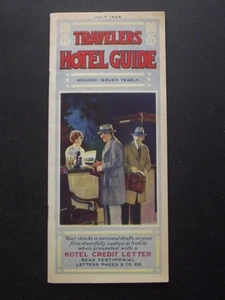 JULY 1924
TRAVELERS
HOTEL GUIDE
400,000 ISSUED YEARLY
Your checks or personal drafts on your
firm cheerfully cashed at hotels
when presented with a
HOTEL CREDIT LETTER
READ TESTIMONIAL
LETTERS PAGES 3 TO 28